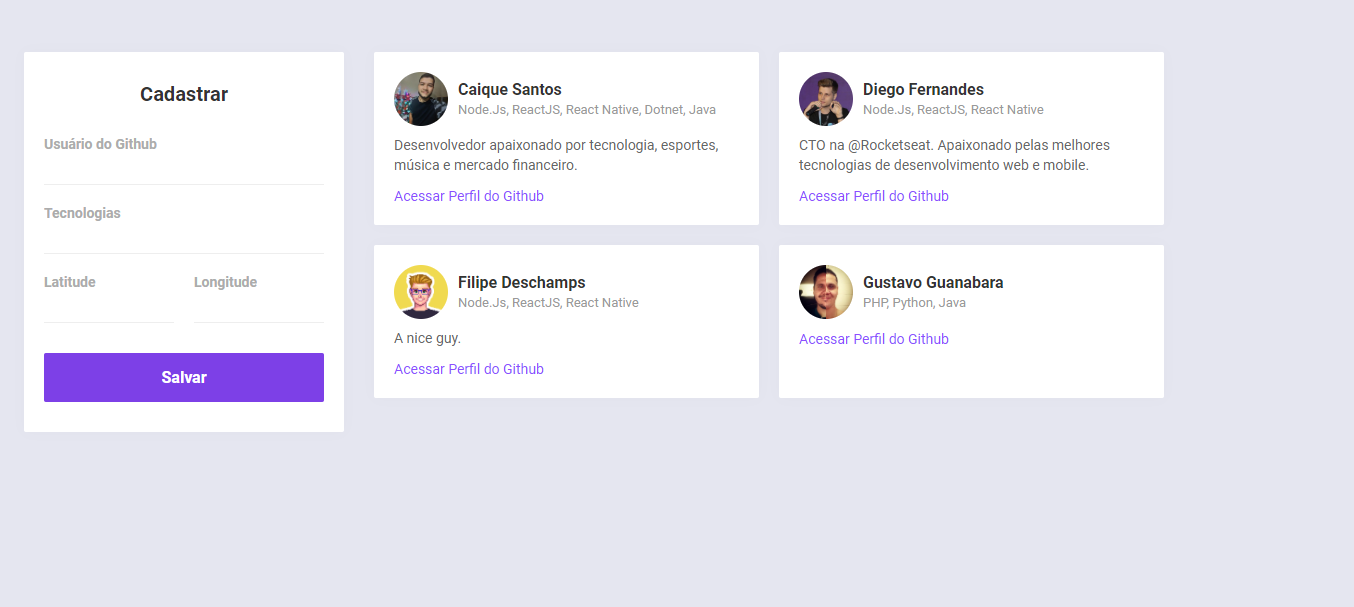 Cadastrar
Usuário do Github
Tecnologias
Latitude
Longitude
Salvar
Caique Santos
Node.Js, ReactJS, React Native, Dotnet, Java
Desenvolvedor apaixonado por tecnologia, esportes,
música e mercado financeiro.
Acessar Perfil do Github
Diego Fernandes
Node.Js, ReactJS, React Native
CTO na @Rocketseat. Apaixonado pelas melhores
tecnologias de desenvolvimento web e mobile.
Acessar Perfil do Github
Filipe Deschamps
Node.Js, ReactJS, React Native
A nice guy.
Acessar Perfil do Github
Gustavo Guanabara
PHP, Python, Java
Acessar Perfil do Github